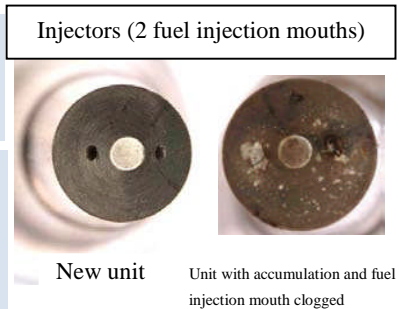 Injectors (2 fuel injection mouths)
New unit
Unit with accumulation and fuel
injection mouth clogged